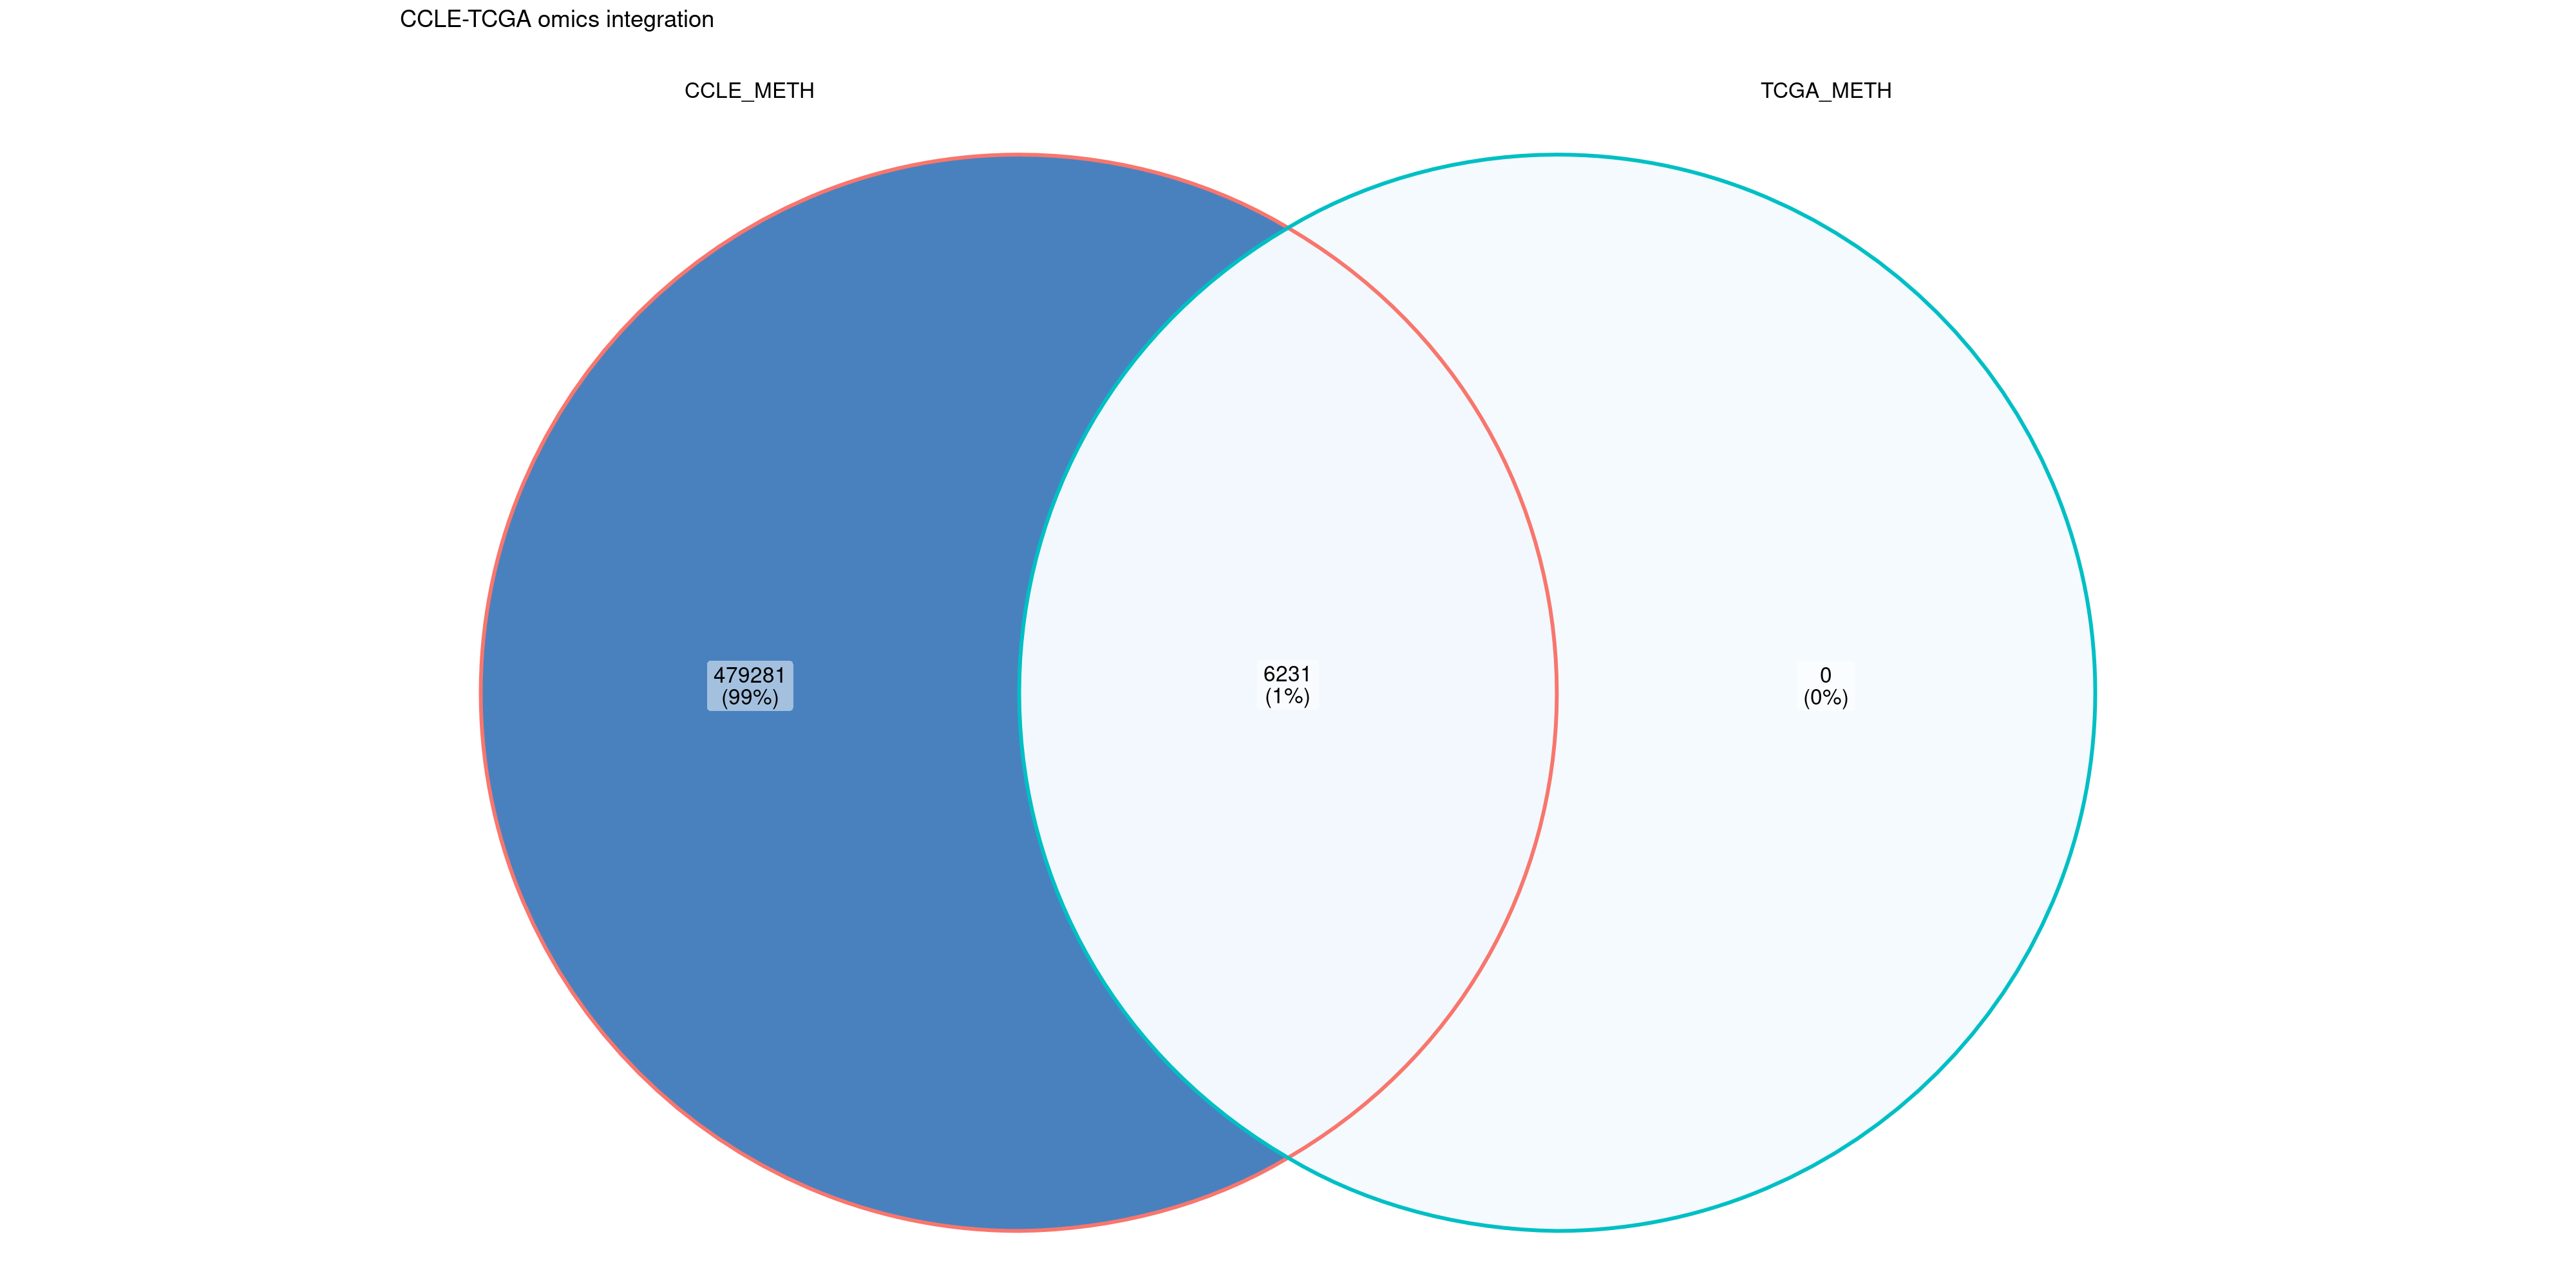 CCLE-TCGA omics integration
CCLE_METH
TCGA_METH
479281
(99%)
6231
(1%)
0
(0%)